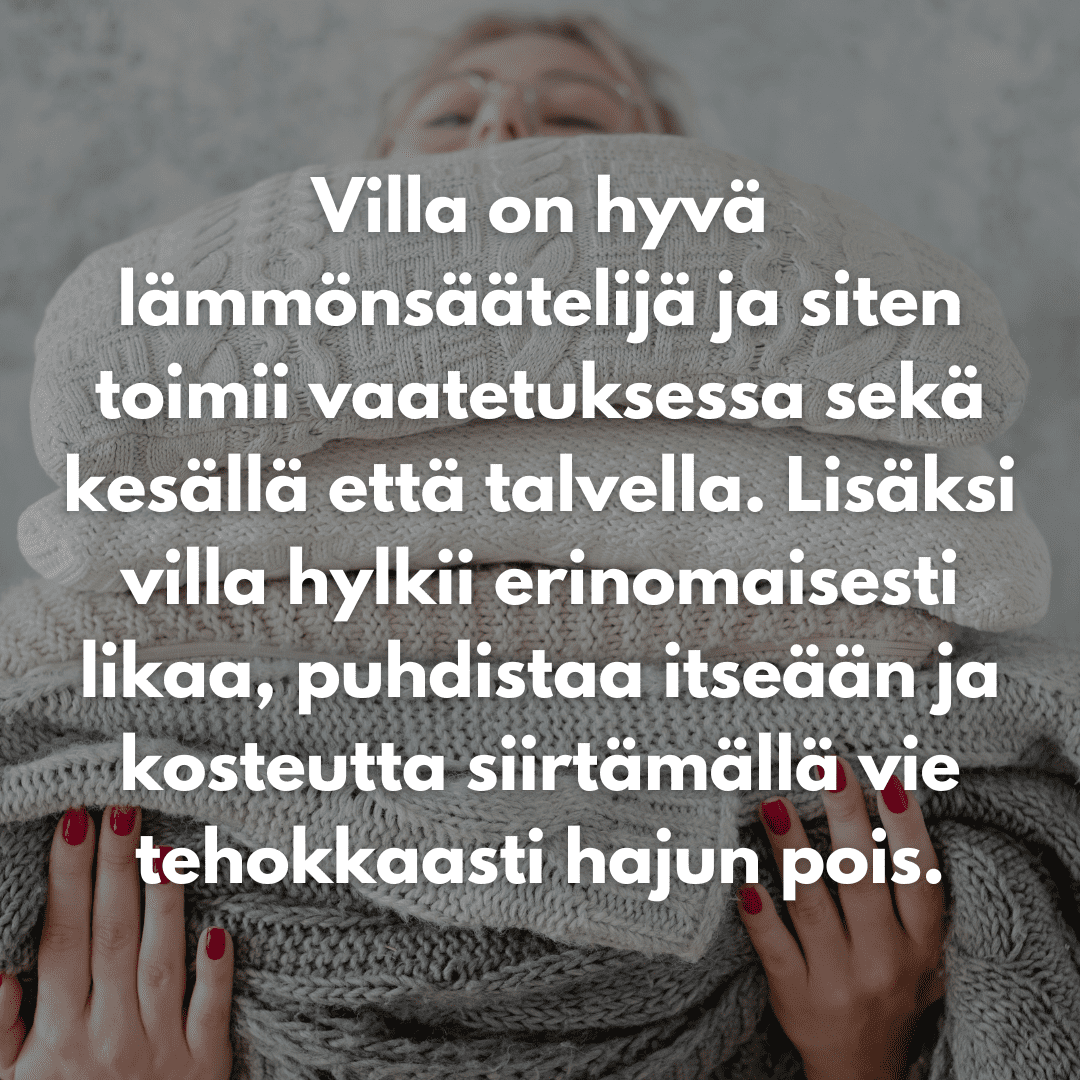 Villa on hyvä
lämmönsäätelijä ja siten
toimii vaatetuksessa sekä
kesällä että talvella. Lisäksi
villa hylkii erinomaisesti
likaa, puhdistaa itseään ja
kosteutta siirtämällä vie
tehokkaasti hajun pois.